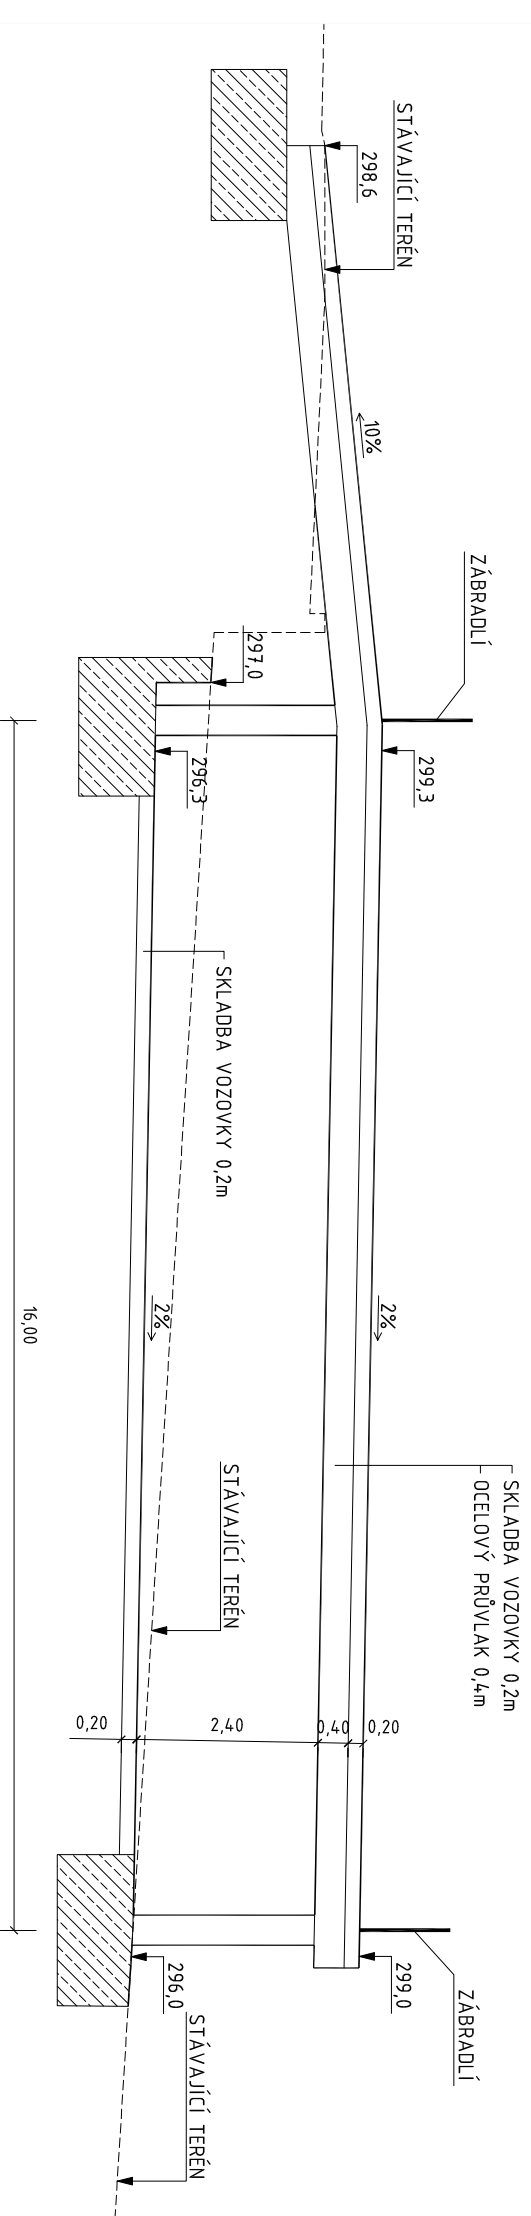 STÁVAJÍCÍ TERÉN
298,6
10%
ZÁBRADLÍ
297,0
299,3
296,3
SKLADBA VOZOVKY 0,2m
2%
2%
16,00
SKLADBA VOZOVKY 0,2m
OCELOVÝ PRŮVLAK 0,4m
STÁVAJÍCÍ TERÉN
0,20
2,40
0,40
0,20
299,0
296,0
ZÁBRADLÍ
STÁVAJÍCÍ TERÉN